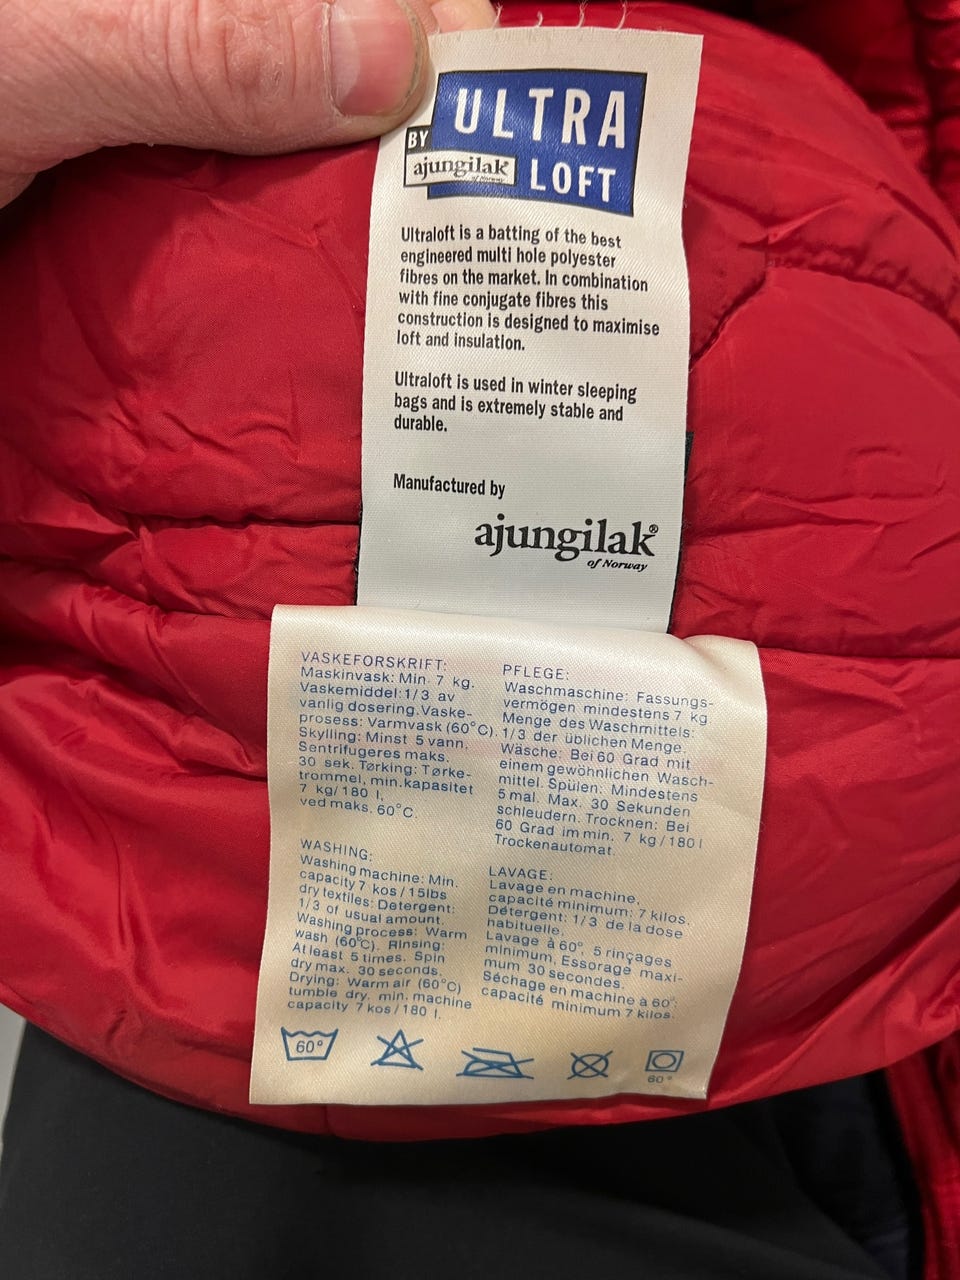 ULTRA
BY
ajungilak®
of Norway
LOFT
Ultraloft is a batting of the best
engineered multi hole polyester
fibres on the market. In combination
with fine conjugate fibres this
construction is designed to maximise
loft and insulation.
Ultraloft is used in winter sleeping
bags and is extremely stable and
durable.
Manufactured by
ajungilak®
of Norway
VASKEFORSKRIFT:
Maskinvask: Min. 7 kg.
Vaskemiddel: 1/3 av
vanlig dosering. Vaske-
prosess: Varmvask (60°C).
Skylling: Minst 5 vann.
Sentrifugeres maks.
30 sek. Tørking: Tørke-
trommel, min. kapasitet
7 kg/180 l,
ved maks. 60°C.
PFLEGE:
Waschmaschine: Fassungs-
vermögen mindestens 7 kg.
Menge des Waschmittels:
1/3 der üblichen Menge.
Wäsche: Bei 60 Grad mit
einem gewöhnlichen Wasch-
mittel. Spülen: Mindestens
5 mal. Max. 30 Sekunden
schleudern. Trocknen: Bei
60 Grad im min. 7 kg/180 l
Trockenautomat.
WASHING:
Washing machine: Min.
capacity 7 kos/15lbs
dry textiles: Detergent:
1/3 of usual amount.
Washing process: Warm
wash (60°C). Rinsing:
At least 5 times. Spin
dry max. 30 seconds.
Drying: Warm air (60°C)
tumble dry. min. machine
capacity 7 kos/180 l.
LAVAGE:
Lavage en machine,
capacité minimum: 7 kilos.
Détergent: 1/3 de la dose
habituelle.
Lavage à 60°, 5 rinçages
minimum, Essorage maxi-
mum 30 secondes.
Séchage en machine à 60°:
capacité minimum 7 kilos.
60°
60°